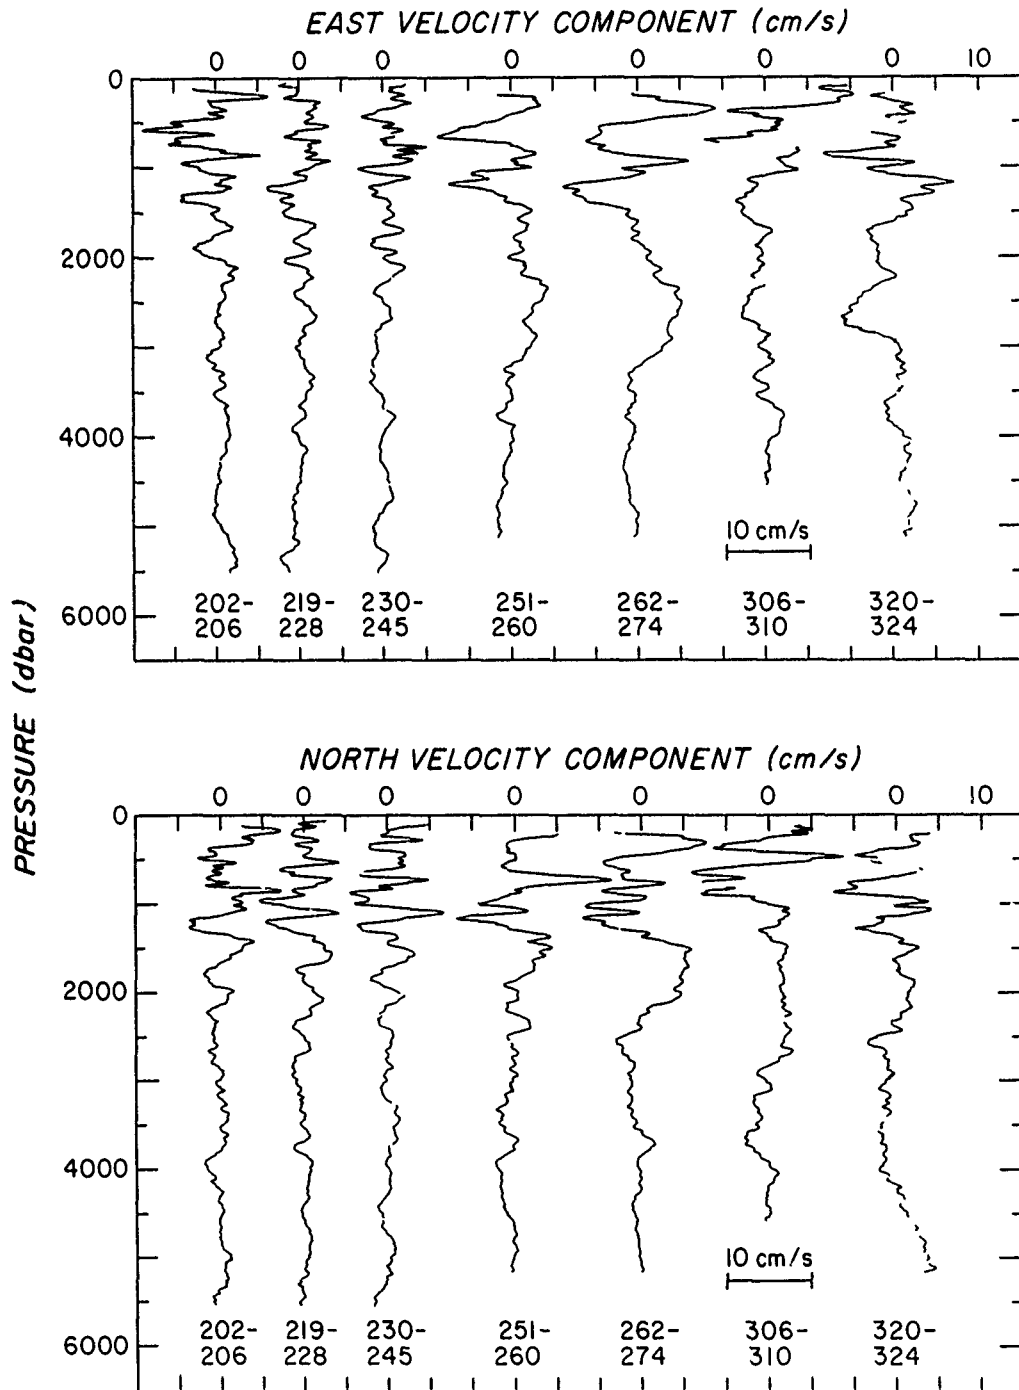 EAST VELOCITY COMPONENT (cm/s)
0 0 0 0 0 0 0 10
0
2000
4000
6000
10 cm/s
202- 219- 230- 251- 262- 306- 320-
206 228 245 260 274 310 324
PRESSURE (dbar)
NORTH VELOCITY COMPONENT (cm/s)
0 0 0 0 0 0 0 10
0
2000
4000
6000
10 cm/s
202- 219- 230- 251- 262- 306- 320-
206 228 245 260 274 310 324